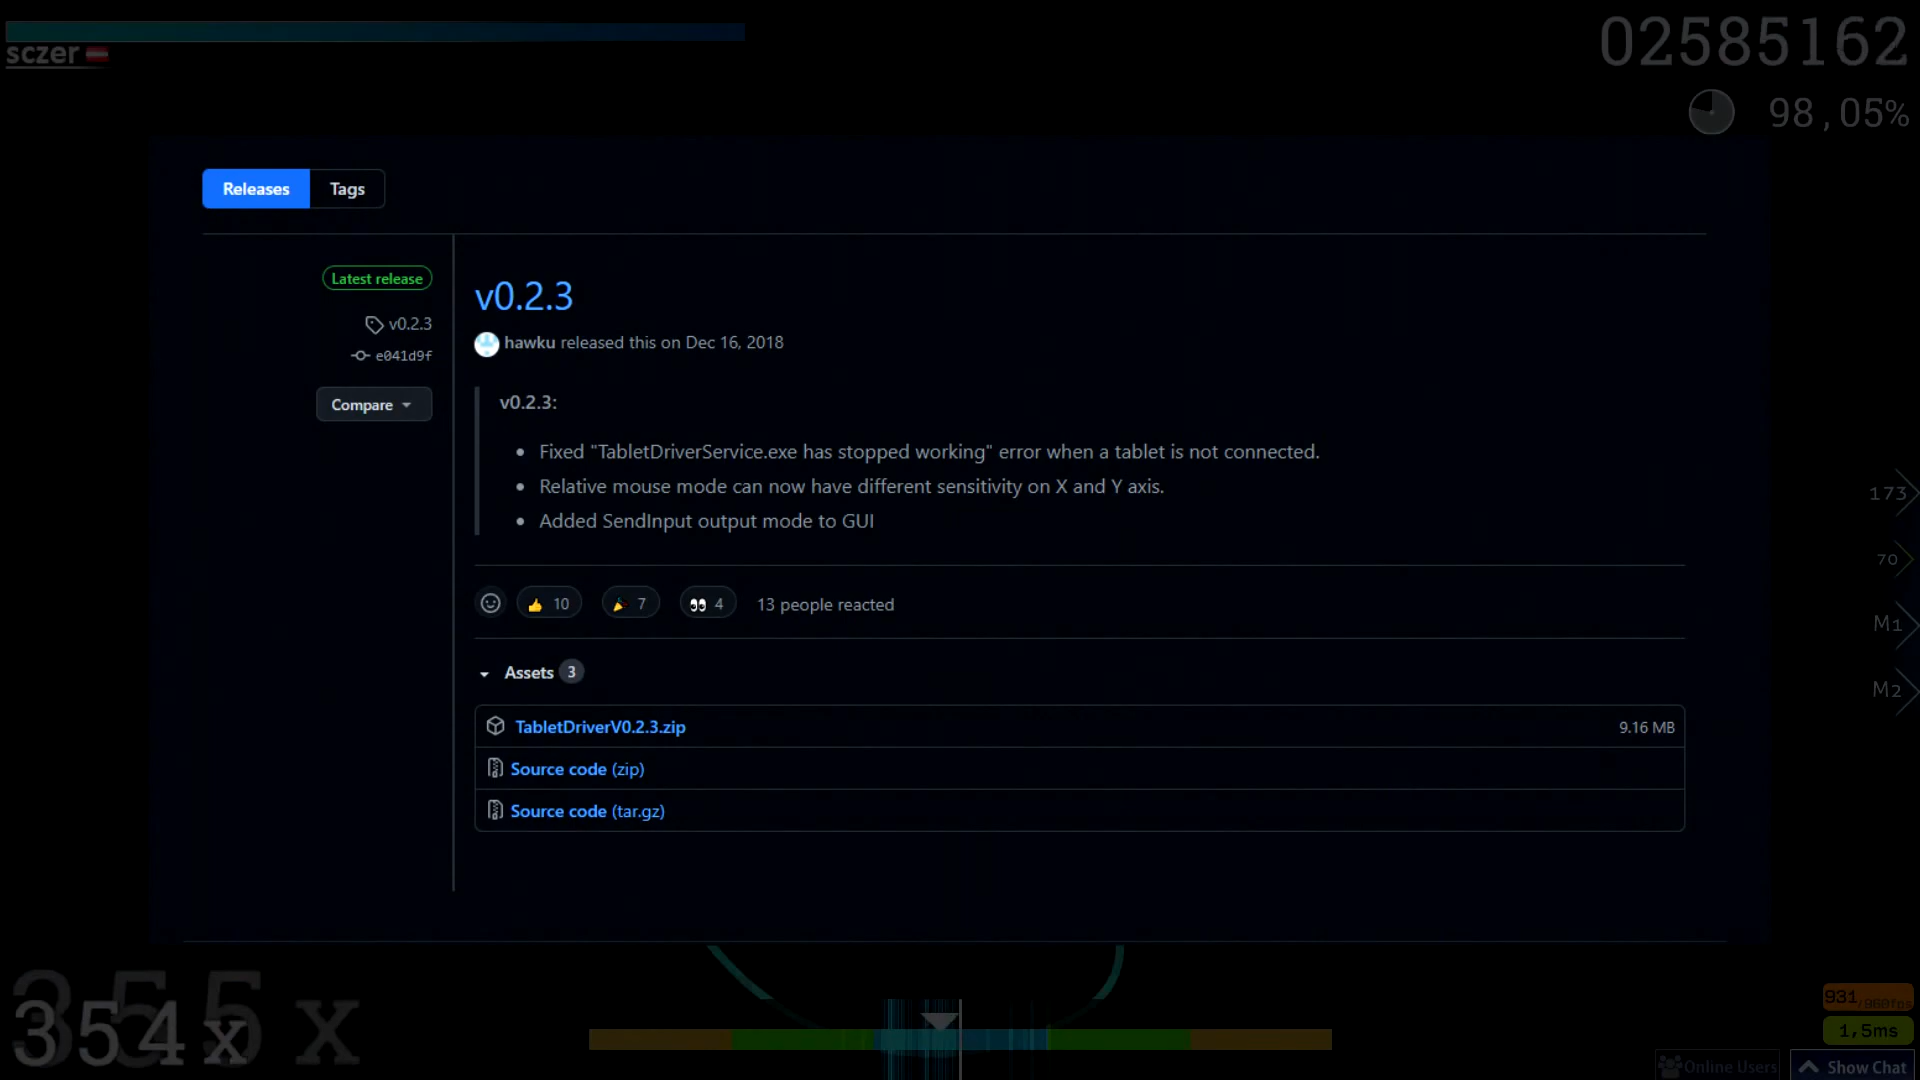 sczer
02585162
98,05%
Releases
Tags
Latest release
v0.2.3
e041d9f
Compare
v0.2.3
hawku released this on Dec 16, 2018
v0.2.3:
Fixed "TabletDriverService.exe has stopped working" error when a tablet is not connected.
Relative mouse mode can now have different sensitivity on X and Y axis.
Added SendInput output mode to GUI
10
7
4
13 people reacted
Assets 3
TabletDriverV0.2.3.zip
9.16 MB
Source code (zip)
Source code (tar.gz)
173
70
M1
M2
355x
354x
931/960fps
1,5ms
Online Users
Show Chat